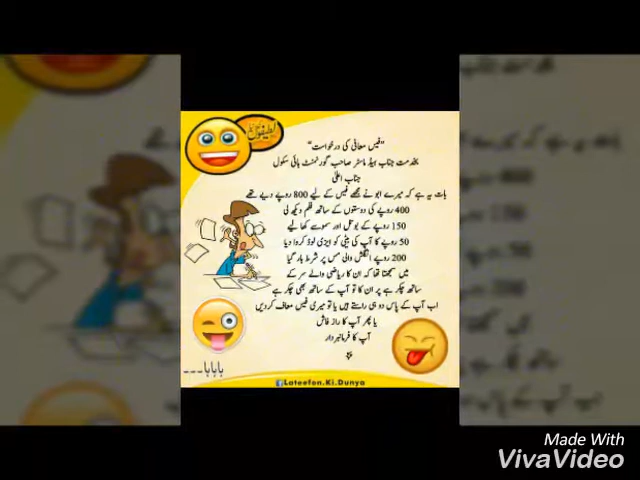 لطیفوں
"فیس معافی کی درخواست"
بخدمت جناب ہیڈ ماسٹر صاحب گورنمنٹ ہائی سکول
جناب اعلیٰ
بات یہ ہے کہ میرے ابو نے مجھے فیس کے لیے 800 روپے دیے تھے
400 روپے کی دوستوں کے ساتھ فلم دیکھ لی
150 روپے کے بوتل اور سموسے کھا لیے
50 روپے کا آپ کی بیٹی کو ایزی لوڈ کروا دیا
200 روپے انگلش والی مس پر شرط ہار گیا
میں سمجھتا تھا کہ ان کا ریاضی والے سر کے
ساتھ چکر ہے پر ان کا تو آپ کے ساتھ بھی چکر ہے
اب آپ کے پاس دو ہی راستے ہیں یا تو میری فیس معاف کر دیں
یا پھر آپ کا راز فاش
آپ کا فرمانبردار
ہاہاہا---
Lateefon.Ki.Dunya
Made With
VivaVideo